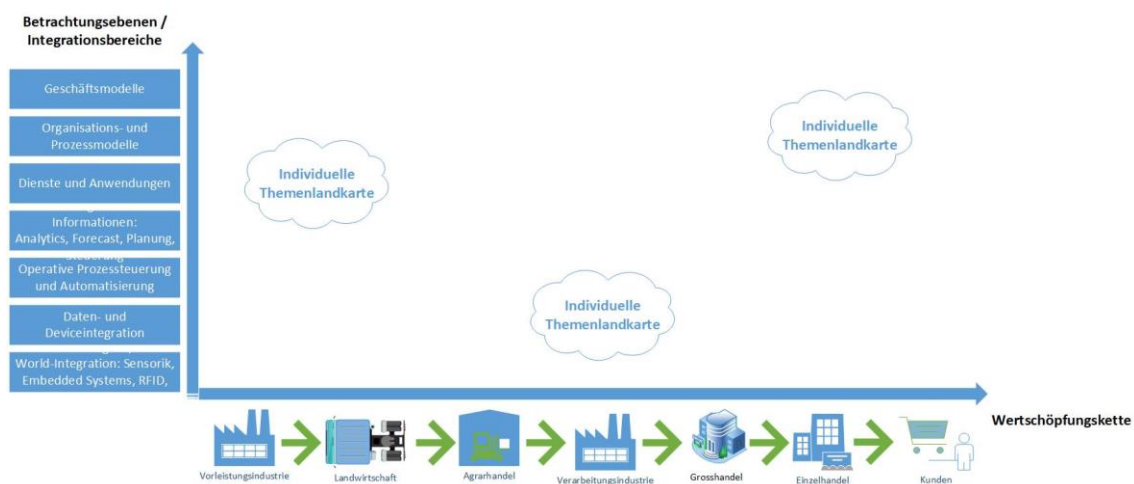 Betrachtungsebenen /
Integrationsbereiche
Geschäftsmodelle
Organisations- und
Prozessmodelle
Dienste und Anwendungen
Informationen:
Analytics, Forecast, Planung,
Steuerung
Operative Prozessteuerung
und Automatisierung
Daten- und
Deviceintegration
World-Integration: Sensorik,
Embedded Systems, RFID,
Individuelle
Themenlandkarte
Individuelle
Themenlandkarte
Individuelle
Themenlandkarte
Wertschöpfungskette
Vorleistungsindustrie
Landwirtschaft
Agrarhandel
Verarbeitungsindustrie
Grosshandel
Einzelhandel
Kunden